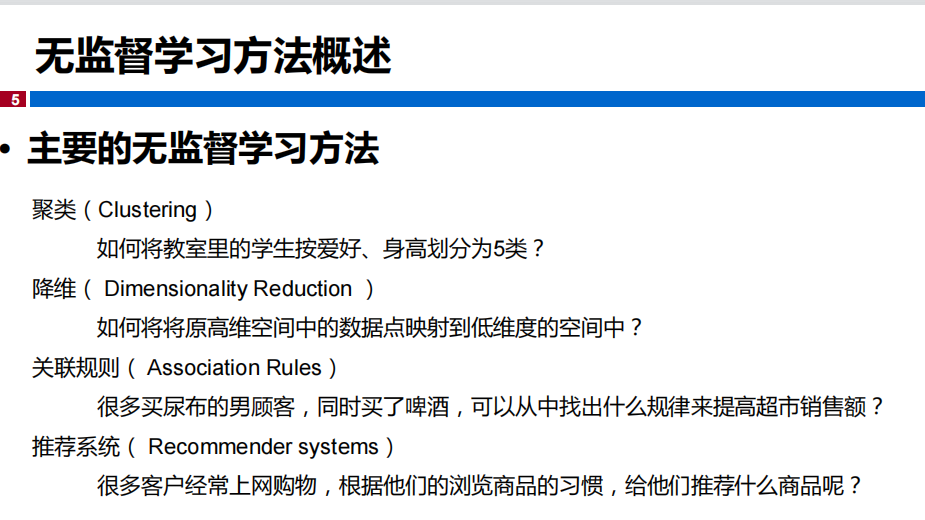 无监督学习方法概述
5
• 主要的无监督学习方法
聚类（Clustering）
如何将教室里的学生按爱好、身高划分为5类？
降维（ Dimensionality Reduction ）
如何将将原高维空间中的数据点映射到低维度的空间中？
关联规则（ Association Rules）
很多买尿布的男顾客，同时买了啤酒，可以从中找出什么规律来提高超市销售额？
推荐系统（ Recommender systems）
很多客户经常上网购物，根据他们的浏览商品的习惯，给他们推荐什么商品呢？